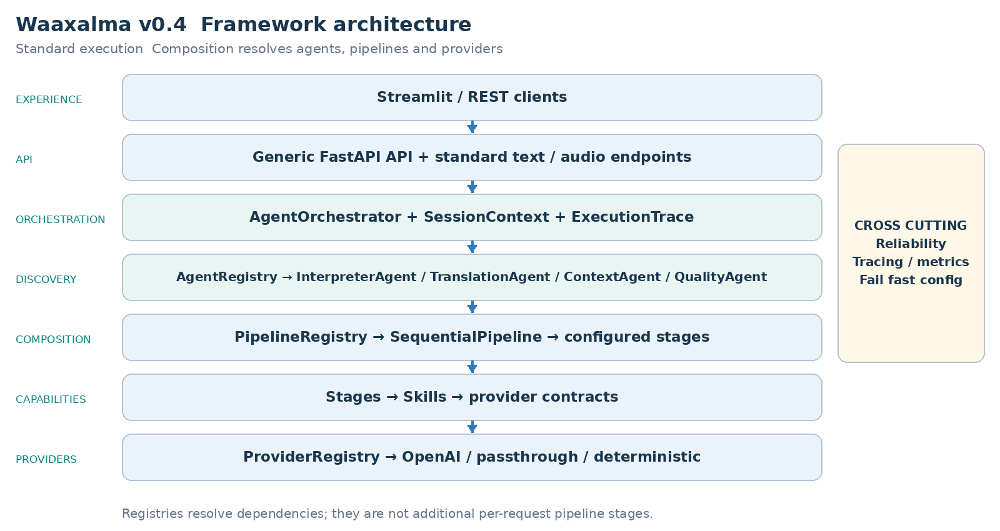 Waaxalma v0.4  Framework architecture
Standard execution  Composition resolves agents, pipelines and providers
EXPERIENCE
Streamlit / REST clients
API
Generic FastAPI API + standard text / audio endpoints
ORCHESTRATION
AgentOrchestrator + SessionContext + ExecutionTrace
DISCOVERY
AgentRegistry → InterpreterAgent / TranslationAgent / ContextAgent / QualityAgent
COMPOSITION
PipelineRegistry → SequentialPipeline → configured stages
CAPABILITIES
Stages → Skills → provider contracts
PROVIDERS
ProviderRegistry → OpenAI / passthrough / deterministic
CROSS CUTTING
Reliability
Tracing / metrics
Fail fast config
Registries resolve dependencies; they are not additional per-request pipeline stages.